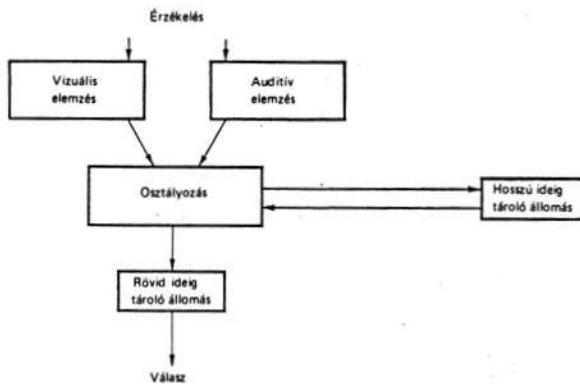 Érzékelés
Vizuális
elemzés
Auditív
elemzés
Osztályozás
Hosszú ideig
tároló állomás
Rövid ideig
tároló állomás
Válasz